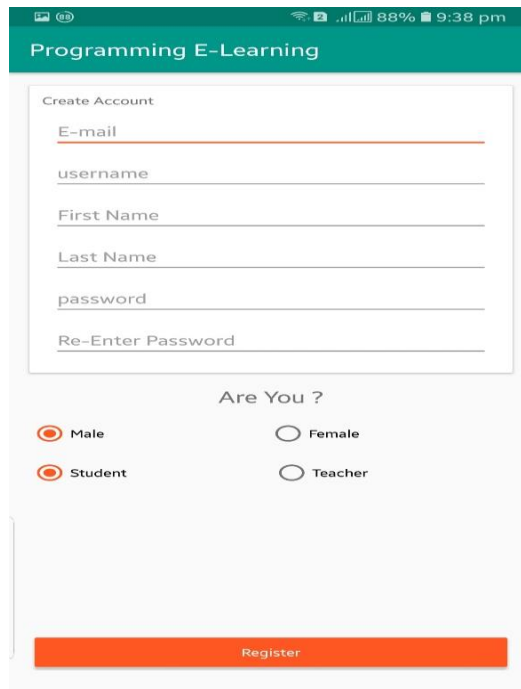 2 88% 9:38 pm
Programming E-Learning
Create Account
E-mail
username
First Name
Last Name
password
Re-Enter Password
Are You ?
Male Female
Student Teacher
Register